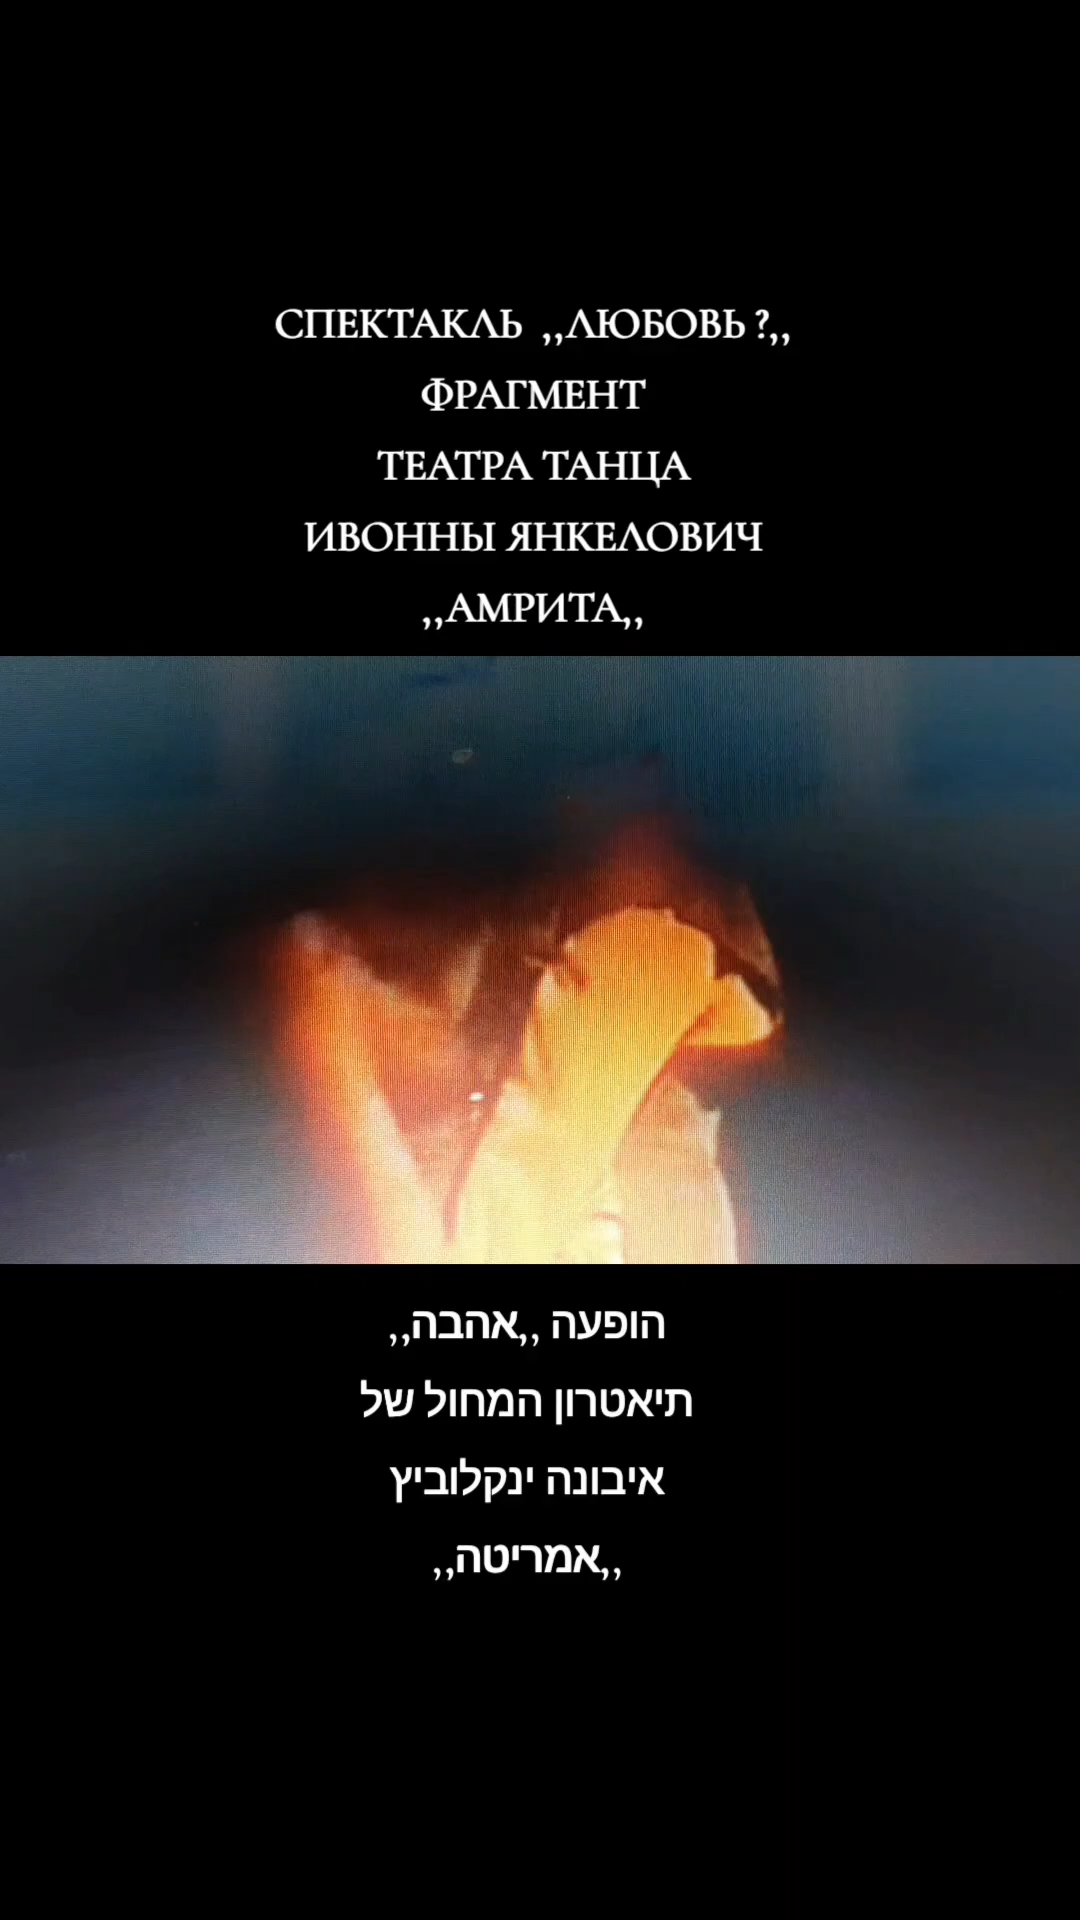 СПЕКТАКЛЬ ,,ЛЮБОВЬ ?,,
ФРАГМЕНТ
ТЕАТРА ТАНЦА
ИВОННЫ ЯНКЕЛОВИЧ
,,АМРИТА,,
הופעה ,,אהבה,,
תיאטרון המחול של
איבונה ינקלוביץ
,,אמריטה,,